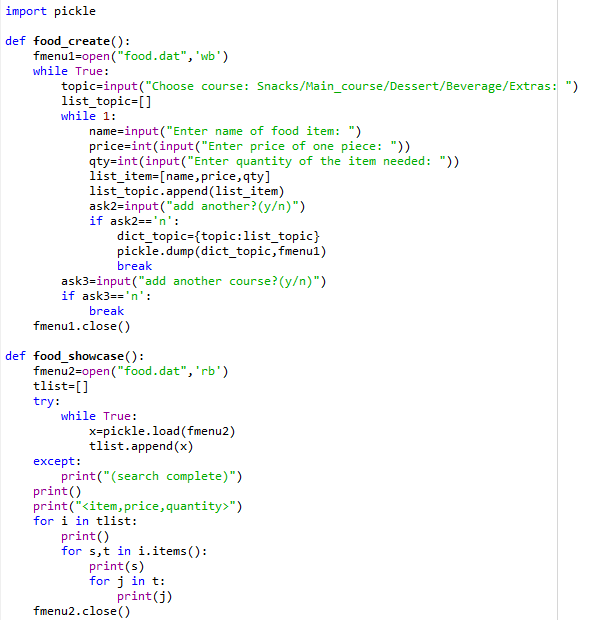 import pickle

def food_create():
    fmenu1=open("food.dat",'wb')
    while True:
        topic=input("Choose course: Snacks/Main_course/Dessert/Beverage/Extras: ")
        list_topic=[]
        while 1:
            name=input("Enter name of food item: ")
            price=int(input("Enter price of one piece: "))
            qty=int(input("Enter quantity of the item needed: "))
            list_item=[name,price,qty]
            list_topic.append(list_item)
            ask2=input("add another?(y/n)")
            if ask2=='n':
                dict_topic={topic:list_topic}
                pickle.dump(dict_topic,fmenu1)
                break
        ask3=input("add another course?(y/n)")
        if ask3=='n':
            break
    fmenu1.close()

def food_showcase():
    fmenu2=open("food.dat",'rb')
    tlist=[]
    try:
        while True:
            x=pickle.load(fmenu2)
            tlist.append(x)
    except:
        print("(search complete)")
    print()
    print("<item,price,quantity>")
    for i in tlist:
        print()
        for s,t in i.items():
            print(s)
            for j in t:
                print(j)
    fmenu2.close()